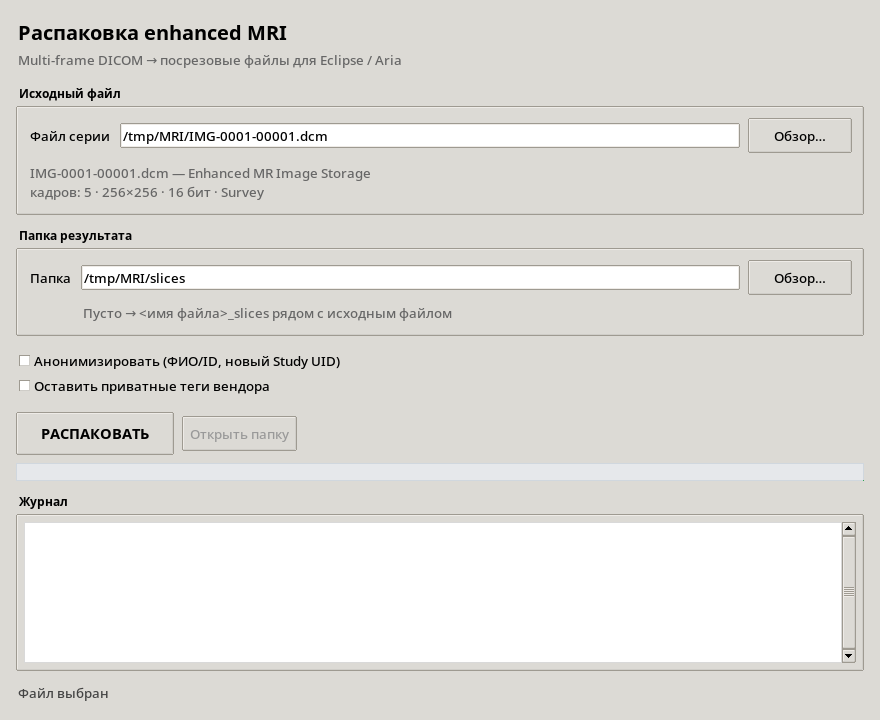 Распаковка enhanced MRI
Multi-frame DICOM → посрезовые файлы для Eclipse / Aria
Исходный файл
Файл серии /tmp/MRI/IMG-0001-00001.dcm Обзор…
IMG-0001-00001.dcm — Enhanced MR Image Storage
кадров: 5 · 256×256 · 16 бит · Survey
Папка результата
Папка /tmp/MRI/slices Обзор…
Пусто → <имя файла>_slices рядом с исходным файлом
Анонимизировать (ФИО/ID, новый Study UID)
Оставить приватные теги вендора
РАСПАКОВАТЬ Открыть папку
Журнал
Файл выбран